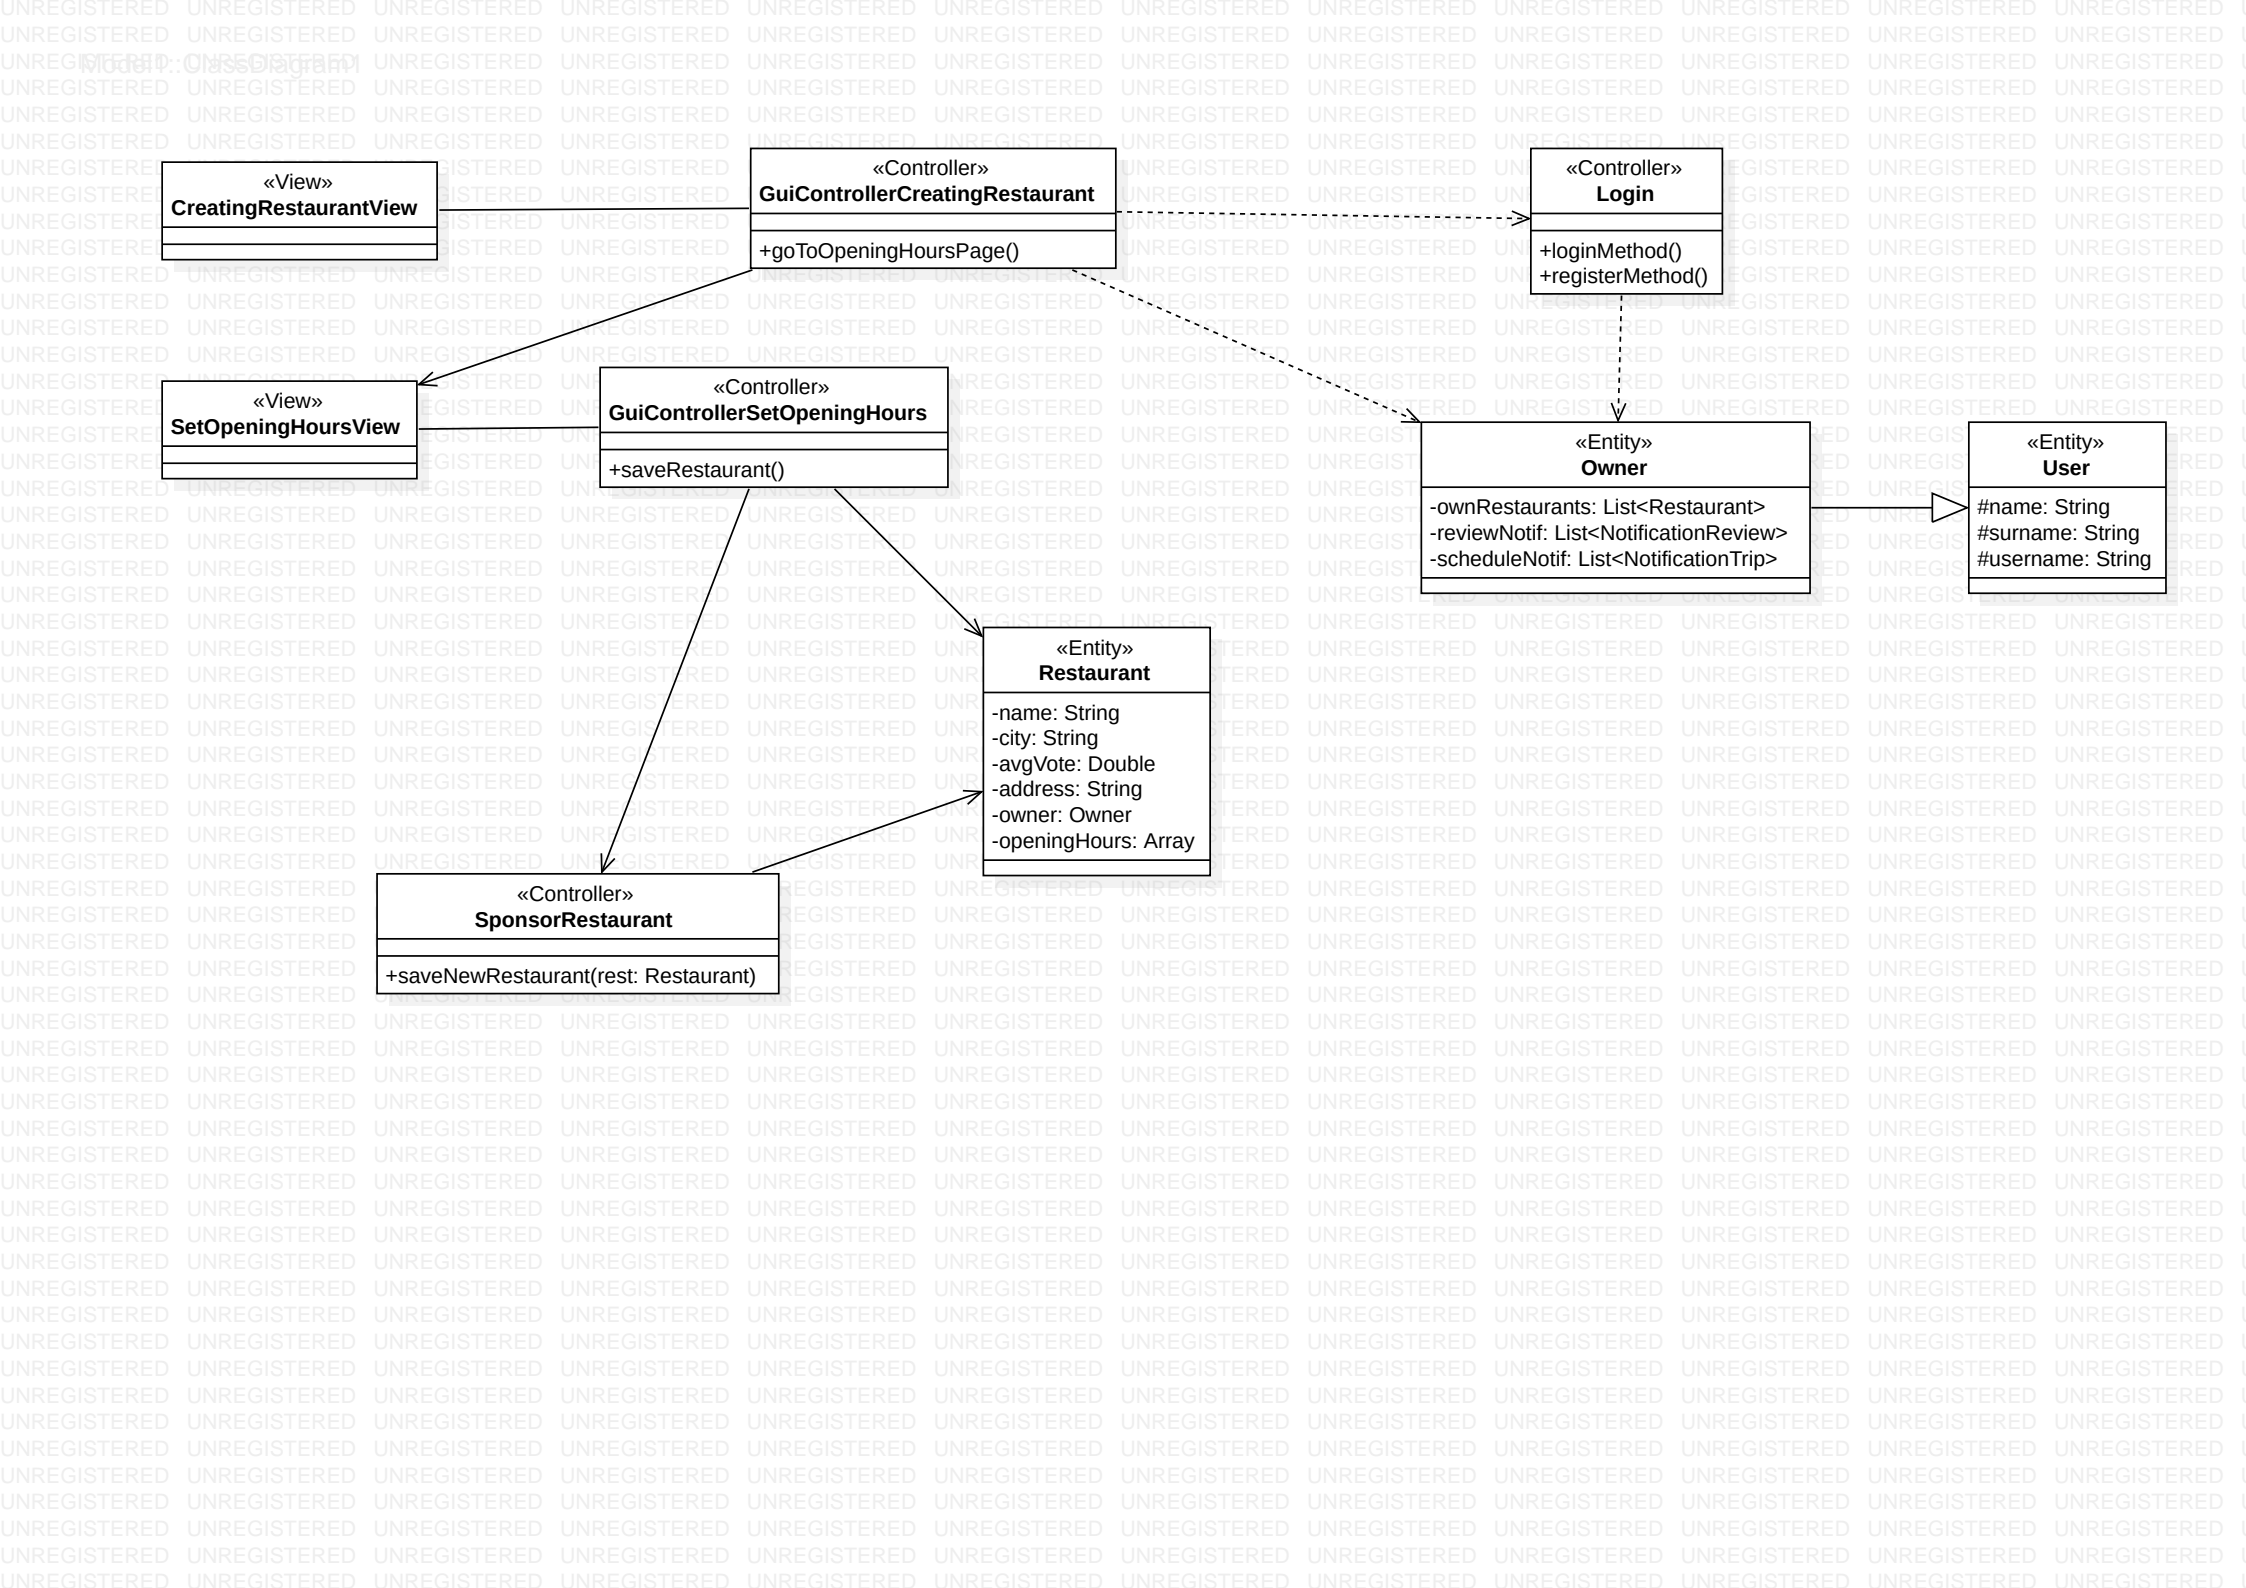 Model1::ClassDiagram1
«View»
CreatingRestaurantView
«Controller»
GuiControllerCreatingRestaurant
+goToOpeningHoursPage()
«Controller»
Login
+loginMethod()
+registerMethod()
«View»
SetOpeningHoursView
«Controller»
GuiControllerSetOpeningHours
+saveRestaurant()
«Entity»
Owner
-ownRestaurants: List<Restaurant>
-reviewNotif: List<NotificationReview>
-scheduleNotif: List<NotificationTrip>
«Entity»
User
#name: String
#surname: String
#username: String
«Entity»
Restaurant
-name: String
-city: String
-avgVote: Double
-address: String
-owner: Owner
-openingHours: Array
«Controller»
SponsorRestaurant
+saveNewRestaurant(rest: Restaurant)
UNREGISTERED